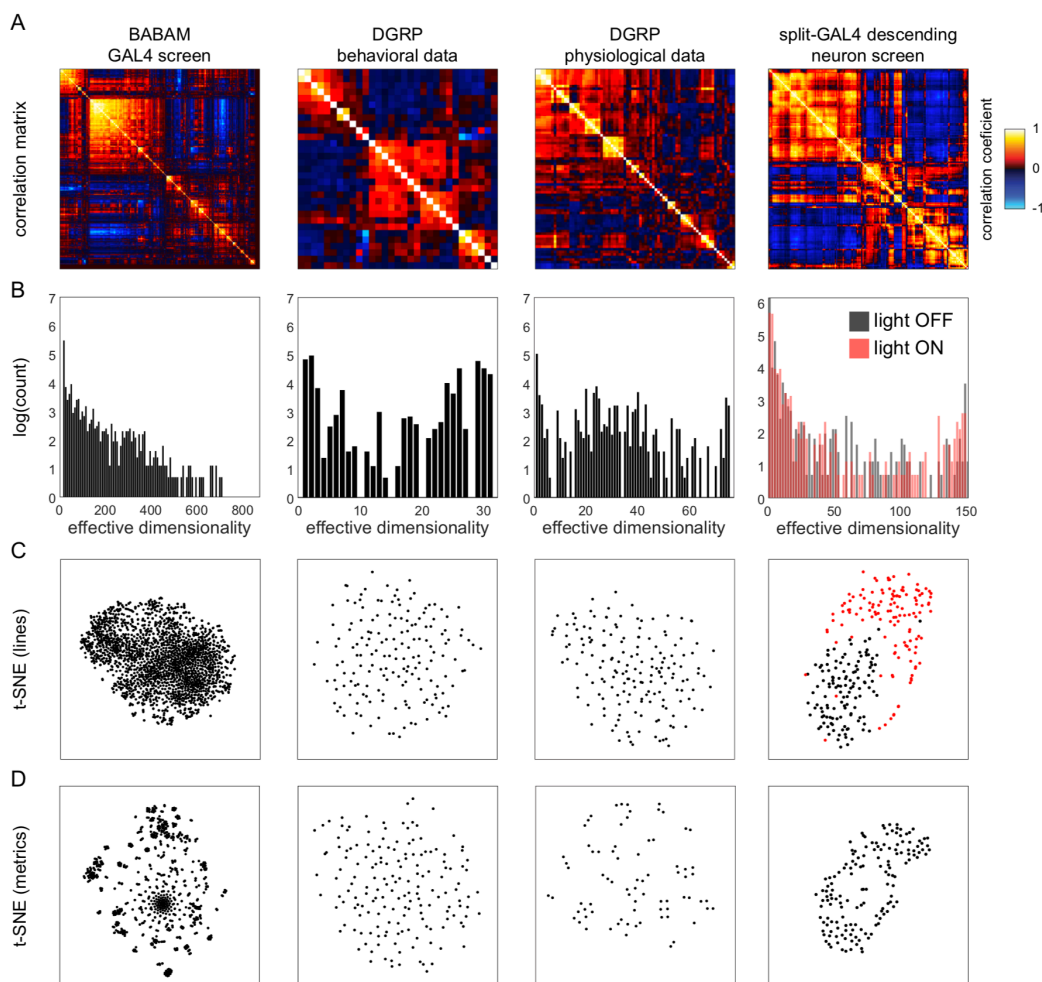 A
BABAM
GAL4 screen
DGRP
behavioral data
DGRP
physiological data
split-GAL4 descending
neuron screen
correlation matrix
1
0
-1
correlation coeficient
B
log(count)
7
6
5
4
3
2
1
0
0 200 400 600 800
effective dimensionality
7
6
5
4
3
2
1
0
0 10 20 30
effective dimensionality
7
6
5
4
3
2
1
0
0 20 40 60
effective dimensionality
6
5
4
3
2
1
0
0 50 100 150
effective dimensionality
light OFF
light ON
C
t-SNE (lines)
D
t-SNE (metrics)